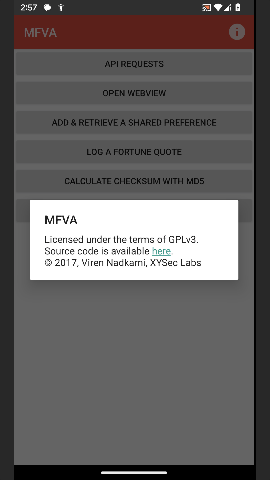 2:57
MFVA
API REQUESTS
OPEN WEBVIEW
ADD & RETRIEVE A SHARED PREFERENCE
LOG A FORTUNE QUOTE
CALCULATE CHECKSUM WITH MD5
MFVA
Licensed under the terms of GPLv3.
Source code is available here.
© 2017, Viren Nadkarni, XYSec Labs